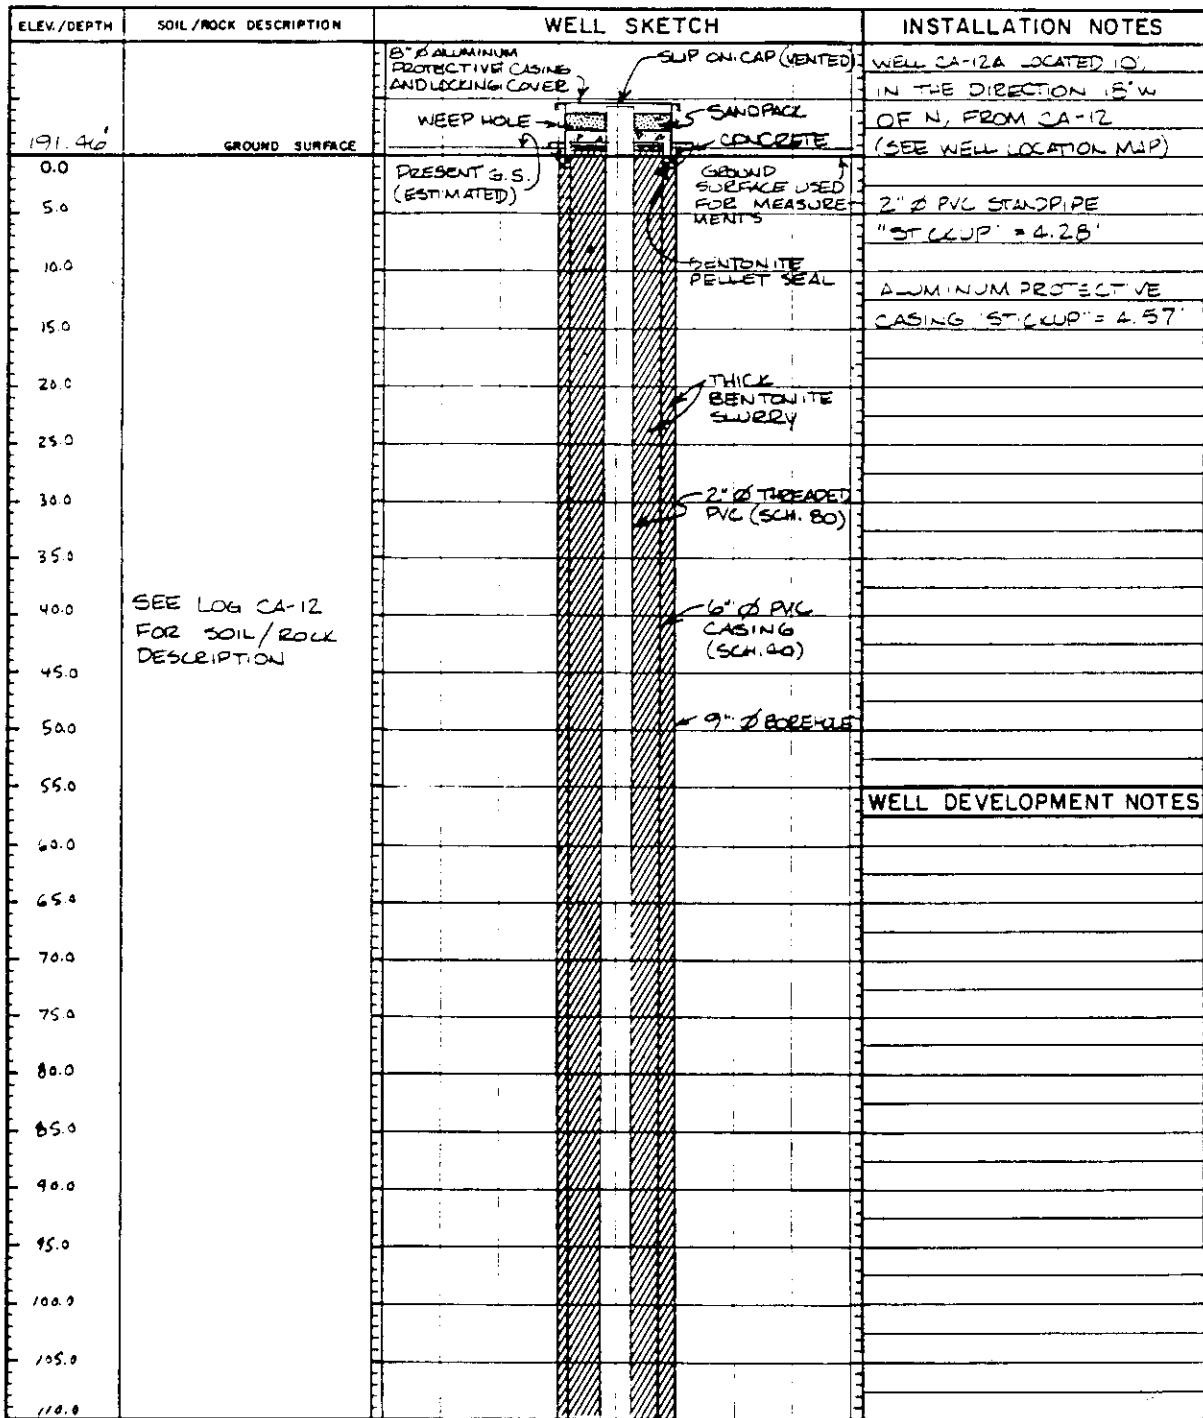 ELEV./DEPTH
SOIL/ROCK DESCRIPTION
WELL SKETCH
INSTALLATION NOTES
8" Ø ALUMINUM
PROTECTIVE CASING
AND LOCKING COVER
SLIP ON CAP (VENTED)
WEEP HOLE
SANDPACK
CONCRETE
191.46'
GROUND SURFACE
PRESENT G.S.
(ESTIMATED)
GROUND
SURFACE USED
FOR MEASURE-
MENTS
BENTONITE
PELLET SEAL
THICK
BENTONITE
SLURRY
2" Ø THREADED
PVC (SCH. 80)
6" Ø PVC
CASING
(SCH. 40)
9" Ø BOREHOLE
WELL CA-12A LOCATED 10'
IN THE DIRECTION 18° W
OF N, FROM CA-12
(SEE WELL LOCATION MAP)
2" Ø PVC STANDPIPE
"STICKUP" = 4.28'
ALUMINUM PROTECTIVE
CASING "STICKUP" = 4.57'
WELL DEVELOPMENT NOTES
SEE LOG CA-12
FOR SOIL/ROCK
DESCRIPTION
0.0
5.0
10.0
15.0
20.0
25.0
30.0
35.0
40.0
45.0
50.0
55.0
60.0
65.0
70.0
75.0
80.0
85.0
90.0
95.0
100.0
105.0
110.0